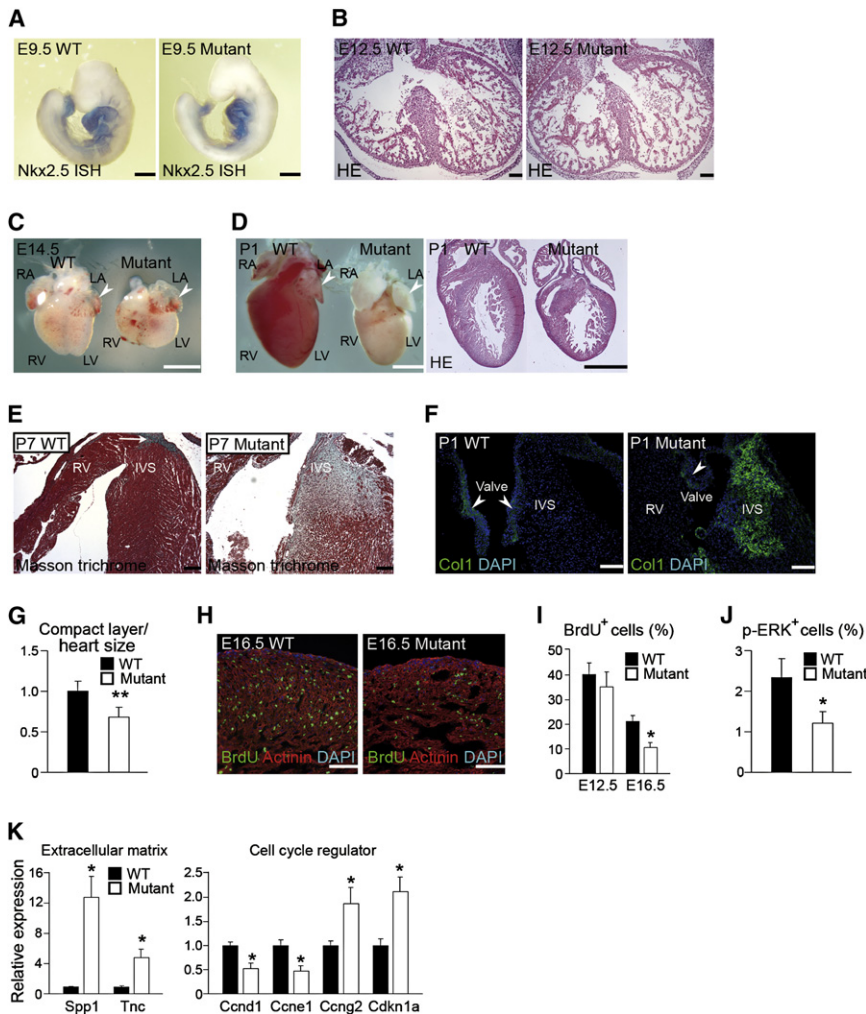 A
E9.5 WT
E9.5 Mutant
Nkx2.5 ISH
Nkx2.5 ISH
B
E12.5 WT
E12.5 Mutant
HE
HE
C
E14.5
WT
Mutant
RA
LA
LA
RV
LV
RV
LV
D
P1 WT
Mutant
RA
LA
RA
LA
RV
LV
RV
LV
P1 WT
Mutant
HE
E
P7 WT
RV
IVS
Masson trichrome
P7 Mutant
RV
IVS
Masson trichrome
F
P1 WT
Valve
IVS
Col1 DAPI
P1 Mutant
RV
Valve
IVS
Col1 DAPI
G
Compact layer/
heart size
1.5
1.0
0.5
0
WT
Mutant
**
H
E16.5 WT
E16.5 Mutant
BrdU Actinin DAPI
BrdU Actinin DAPI
I
BrdU+ cells (%)
60
50
40
30
20
10
0
WT
Mutant
*
E12.5 E16.5
J
p-ERK+ cells (%)
3
2
1
0
WT
Mutant
*
K
Extracellular matrix
Relative expression
16
12
8
4
0
WT
Mutant
*
*
Spp1 Tnc
Cell cycle regulator
2.5
2.0
1.5
1.0
0.5
0
WT
Mutant
*
*
*
*
Ccnd1 Ccne1 Ccng2 Cdkn1a